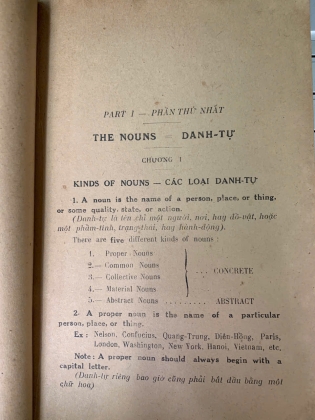 PART I — PHẦN THỨ NHẤT
THE NOUNS = DANH-TỰ
CHƯƠNG I
KINDS OF NOUNS — CÁC LOẠI DANH-TỰ
1. A noun is the name of a person, place, or thing,
or some quality, state, or action.
(Danh-tự là tên chỉ một người, nơi, hay đồ-vật, hoặc
một phẩm-tính, trạng-thái, hay hành-động).
There are five different kinds of nouns :
1. Proper Nouns
2.— Common Nouns
3.— Collective Nouns ... CONCRETE
4.— Material Nouns
5.— Abstract Nouns .......... ABSTRACT
2- A proper noun is the name of a particular
person, place, or thing.
Ex : Nelson, Confucius, Quang-Trung, Diên-Hồng, Paris,
London, Washington, New York, Hanoi, Vietnam, etc.
Note : A proper noun should always begin with a
capital letter.
(Danh-tự riêng bao giờ cũng phải bắt đầu bằng một
chữ hoa)